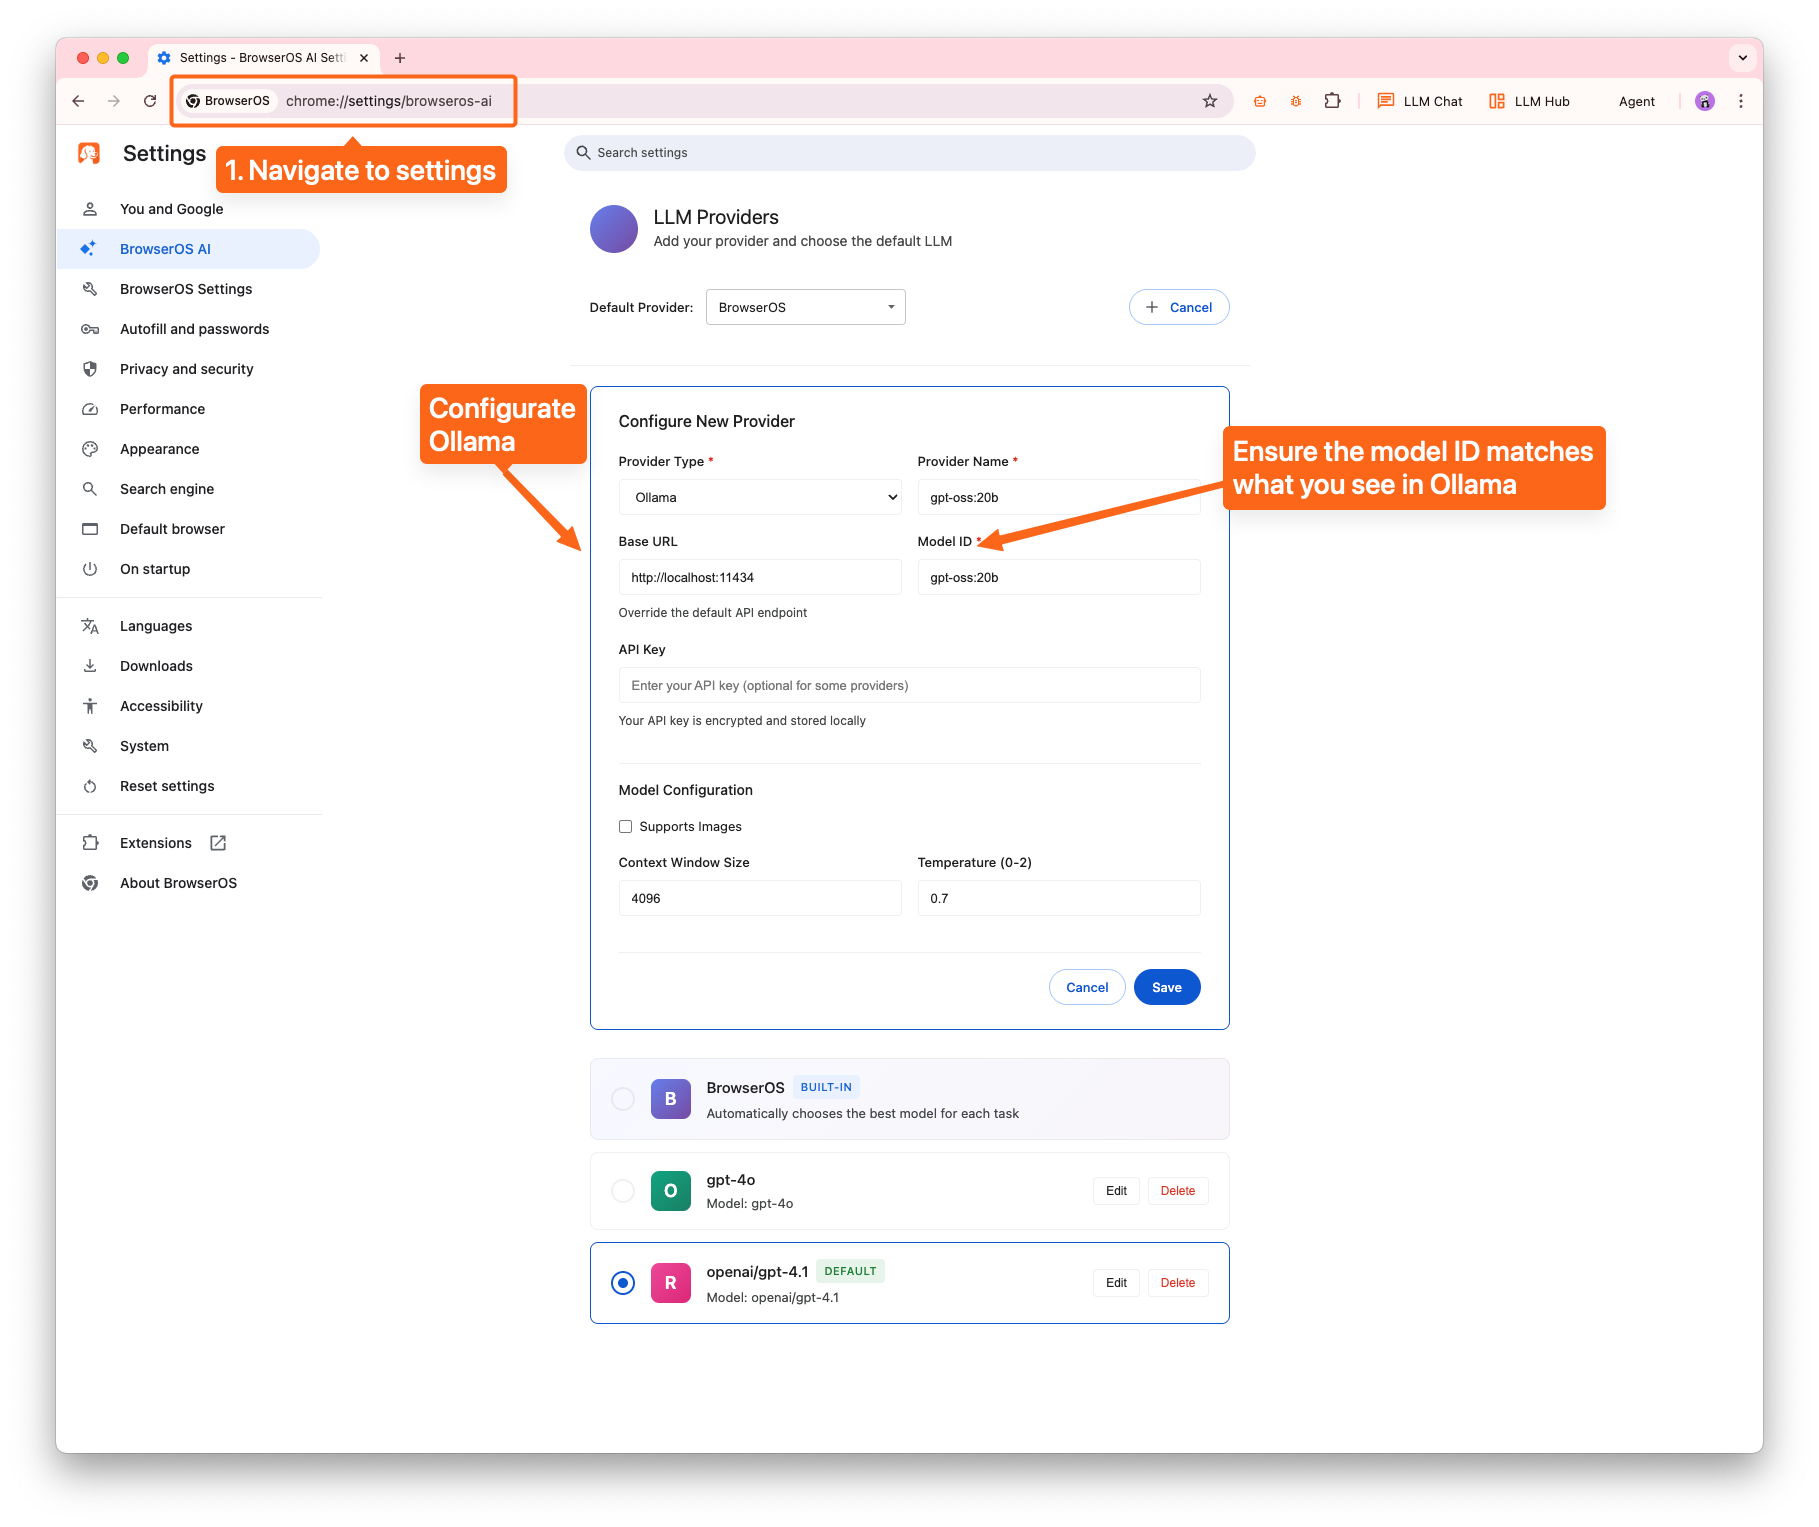 Settings - BrowserOS AI Setti
BrowserOS
chrome://settings/browseros-ai
LLM Chat
LLM Hub
Agent
Settings
1. Navigate to settings
Search settings
You and Google
BrowserOS AI
BrowserOS Settings
Autofill and passwords
Privacy and security
Performance
Appearance
Search engine
Default browser
On startup
Languages
Downloads
Accessibility
System
Reset settings
Extensions
About BrowserOS
LLM Providers
Add your provider and choose the default LLM
Default Provider:
BrowserOS
Cancel
Configurate
Ollama
Configure New Provider
Ensure the model ID matches
what you see in Ollama
Provider Type *
Provider Name *
Ollama
gpt-oss:20b
Base URL
Model ID *
http://localhost:11434
gpt-oss:20b
Override the default API endpoint
API Key
Enter your API key (optional for some providers)
Your API key is encrypted and stored locally
Model Configuration
Supports Images
Context Window Size
Temperature (0-2)
4096
0.7
Cancel
Save
B
BrowserOS
BUILT-IN
Automatically chooses the best model for each task
O
gpt-4o
Model: gpt-4o
Edit
Delete
R
openai/gpt-4.1
DEFAULT
Model: openai/gpt-4.1
Edit
Delete